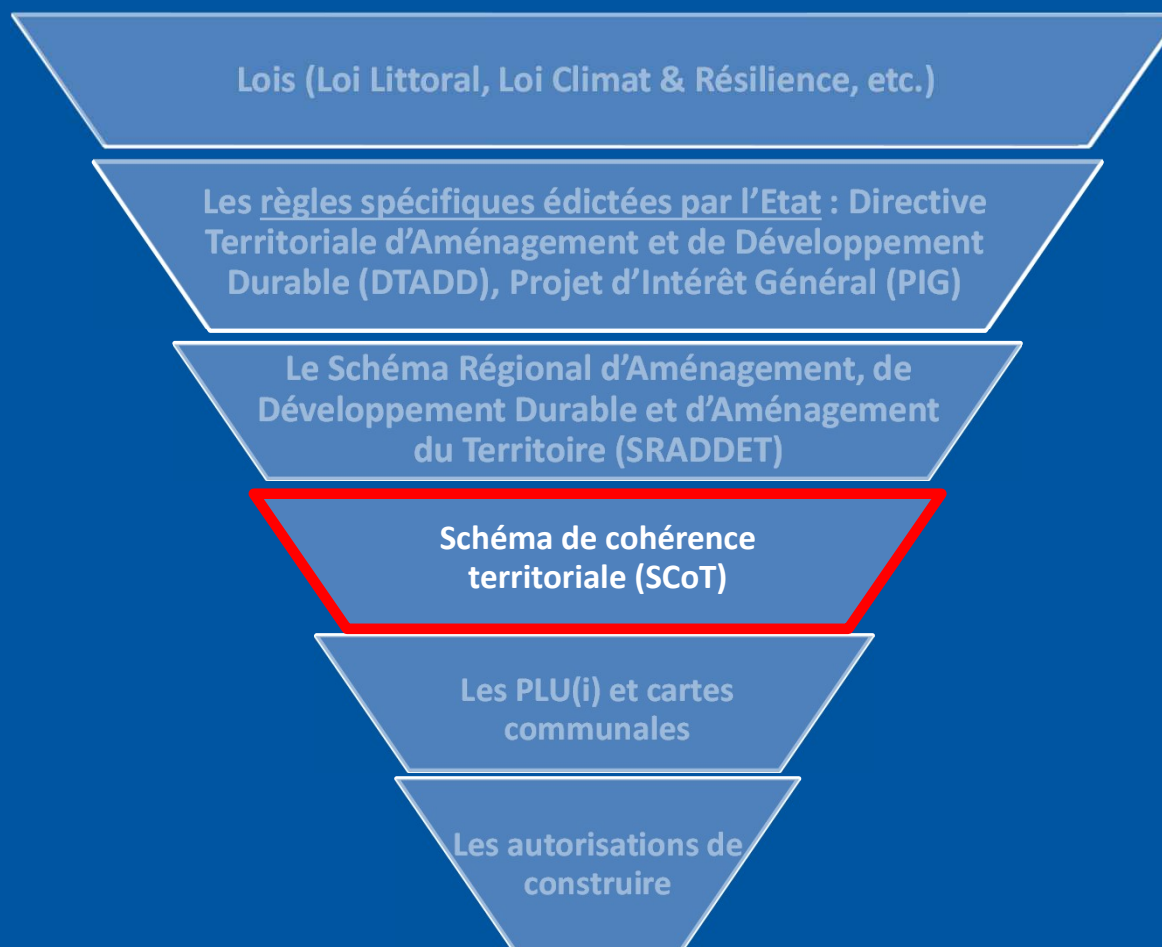 Lois (Loi Littoral, Loi Climat & Résilience, etc.)
Les règles spécifiques édictées par l’Etat : Directive
Territoriale d’Aménagement et de Développement
Durable (DTADD), Projet d’Intérêt Général (PIG)
Le Schéma Régional d’Aménagement, de
Développement Durable et d’Aménagement
du Territoire (SRADDET)
Schéma de cohérence
territoriale (SCoT)
Les PLU(i) et cartes
communales
Les autorisations de
construire